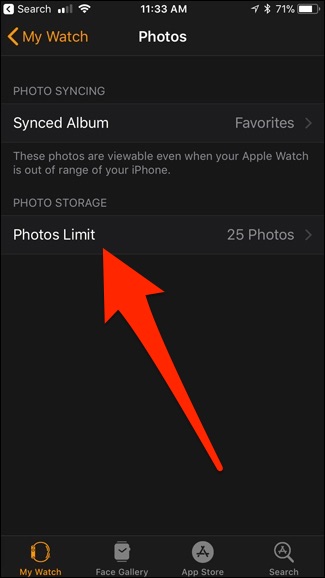 Search 11:33 AM 71%
My Watch Photos
PHOTO SYNCING
Synced Album Favorites
These photos are viewable even when your Apple Watch
is out of range of your iPhone.
PHOTO STORAGE
Photos Limit 25 Photos
My Watch Face Gallery App Store Search